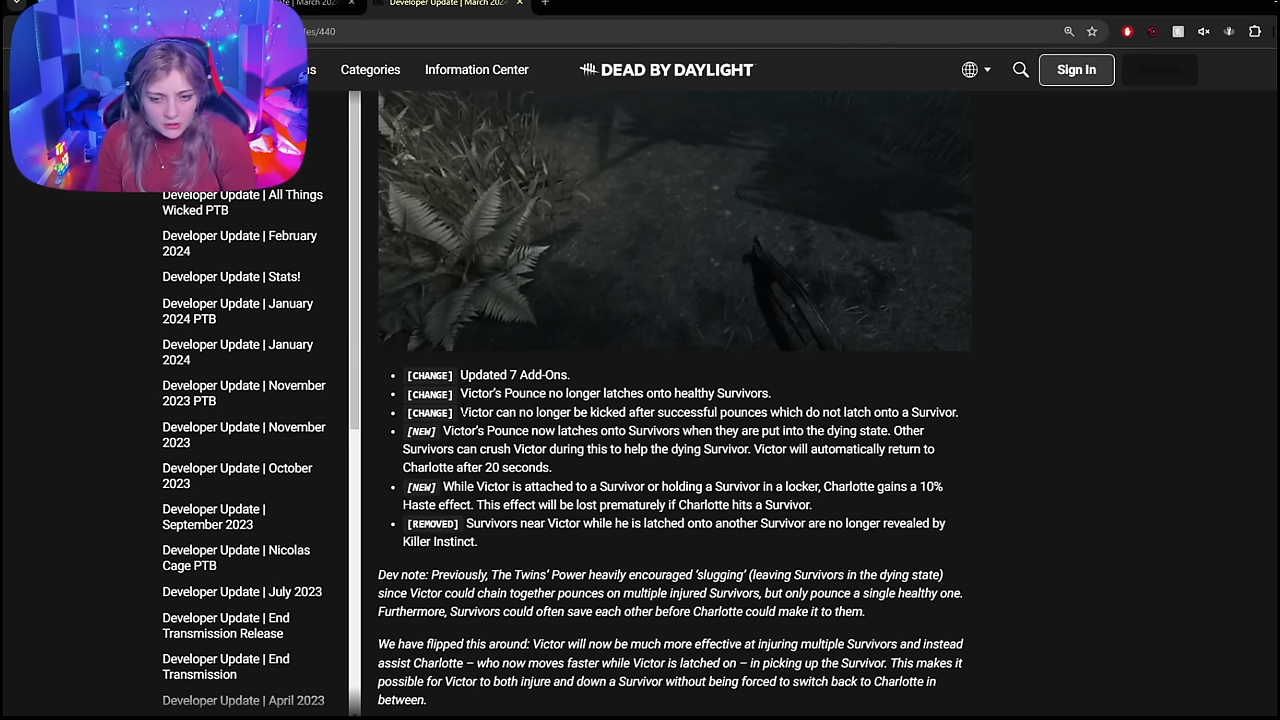 Developer Update | March 202
les/440
Categories
Information Center
DEAD BY DAYLIGHT
Sign In
Developer Update | All Things
Wicked PTB
Developer Update | February
2024
Developer Update | Stats!
Developer Update | January
2024 PTB
Developer Update | January
2024
Developer Update | November
2023 PTB
Developer Update | November
2023
Developer Update | October
2023
Developer Update |
September 2023
Developer Update | Nicolas
Cage PTB
Developer Update | July 2023
Developer Update | End
Transmission Release
Developer Update | End
Transmission
Developer Update | April 2023
[CHANGE] Updated 7 Add-Ons.
[CHANGE] Victor's Pounce no longer latches onto healthy Survivors.
[CHANGE] Victor can no longer be kicked after successful pounces which do not latch onto a Survivor.
[NEW] Victor's Pounce now latches onto Survivors when they are put into the dying state. Other
Survivors can crush Victor during this to help the dying Survivor. Victor will automatically return to
Charlotte after 20 seconds.
[NEW] While Victor is attached to a Survivor or holding a Survivor in a locker, Charlotte gains a 10%
Haste effect. This effect will be lost prematurely if Charlotte hits a Survivor.
[REMOVED] Survivors near Victor while he is latched onto another Survivor are no longer revealed by
Killer Instinct.
Dev note: Previously, The Twins' Power heavily encouraged 'slugging' (leaving Survivors in the dying state)
since Victor could chain together pounces on multiple injured Survivors, but only pounce a single healthy one.
Furthermore, Survivors could often save each other before Charlotte could make it to them.
We have flipped this around: Victor will now be much more effective at injuring multiple Survivors and instead
assist Charlotte – who now moves faster while Victor is latched on – in picking up the Survivor. This makes it
possible for Victor to both injure and down a Survivor without being forced to switch back to Charlotte in
between.